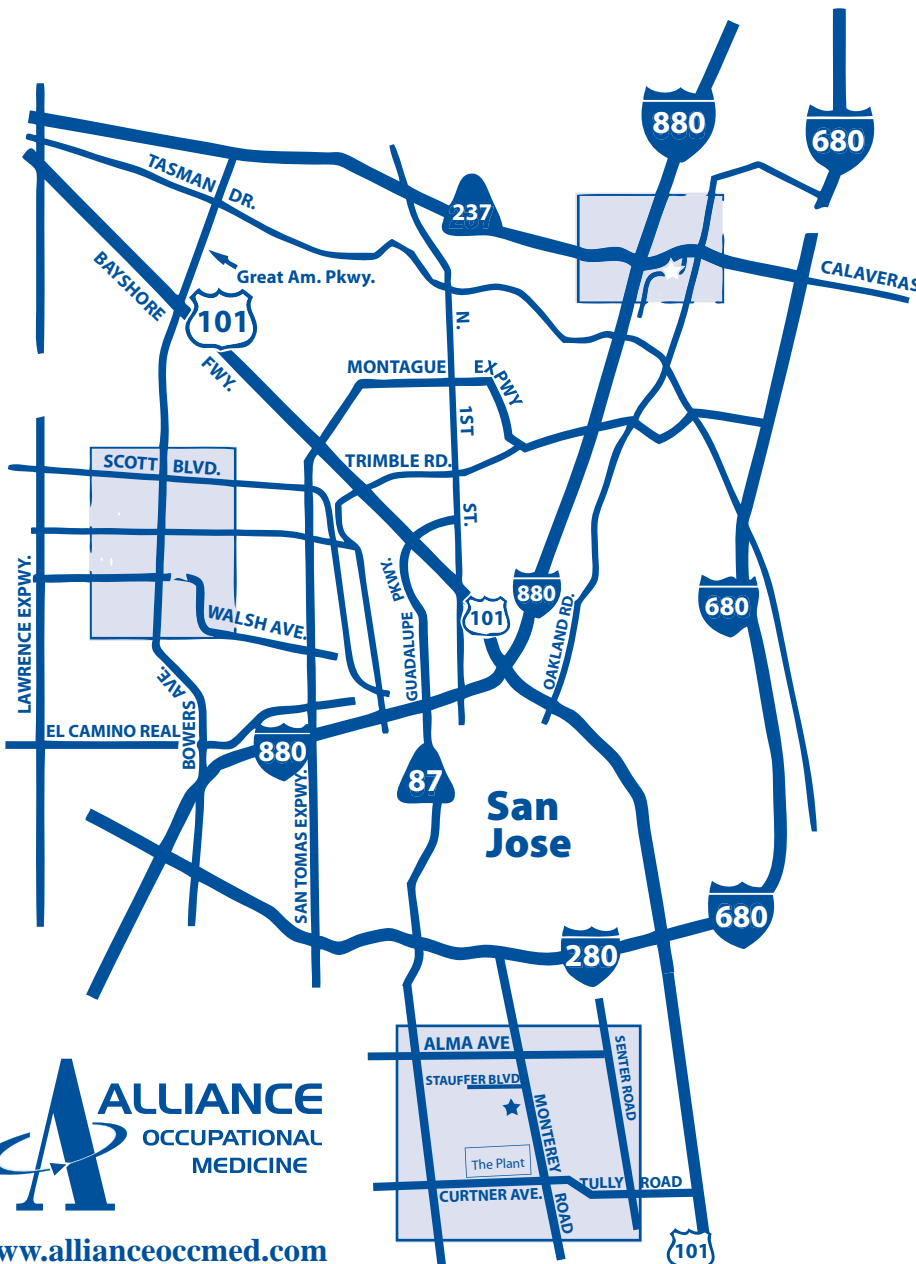 880
680
TASMAN DR.
237
BAYSHORE
Great Am. Pkwy.
CALAVERAS
101
N.
FWY.
MONTAGUE EXPWY
1ST
SCOTT BLVD.
TRIMBLE RD.
ST.
LAWRENCE EXPWY.
GUADALUPE PKWY.
880
680
101
WALSH AVE.
OAKLAND RD.
AVE.
BOWERS
EL CAMINO REAL
880
87
SAN TOMAS EXPWY.
San
Jose
680
280
ALMA AVE
SENTER ROAD
STAUFFER BLVD
MONTEREY ROAD
The Plant
TULLY ROAD
CURTNER AVE.
101
ALLIANCE
OCCUPATIONAL
MEDICINE
ww.allianceoccmed.com